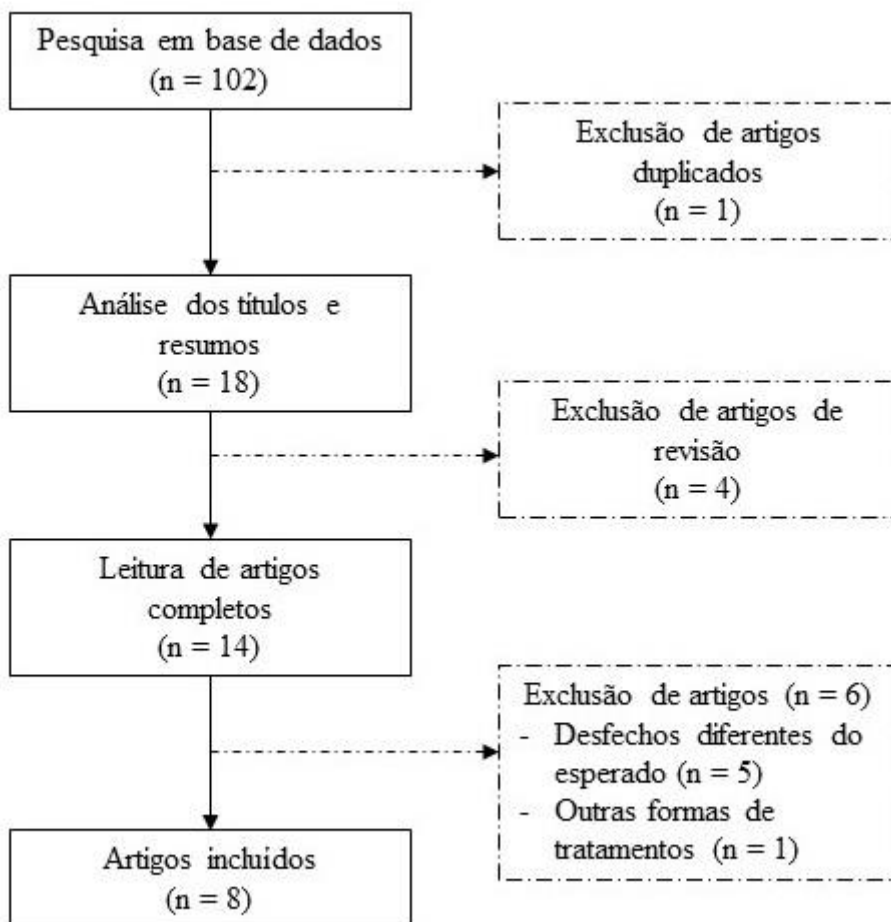 Pesquisa em base de dados
(n = 102)
Exclusão de artigos
duplicados
(n = 1)
Análise dos títulos e
resumos
(n = 18)
Exclusão de artigos de
revisão
(n = 4)
Leitura de artigos
completos
(n = 14)
Exclusão de artigos (n = 6)
- Desfechos diferentes do
esperado (n = 5)
- Outras formas de
tratamentos (n = 1)
Artigos incluídos
(n = 8)